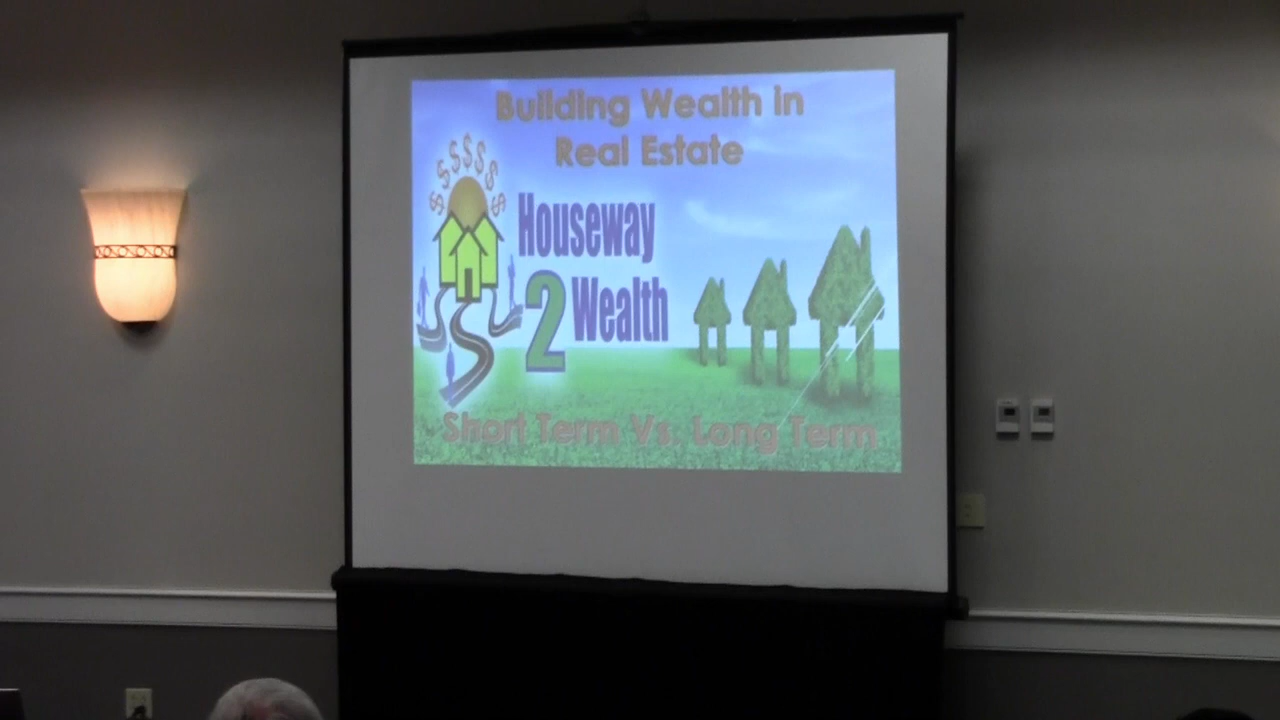 Building Wealth in
Real Estate
$ $ $ $ $ $ $
Houseway
2 Wealth
Short Term Vs. Long Term